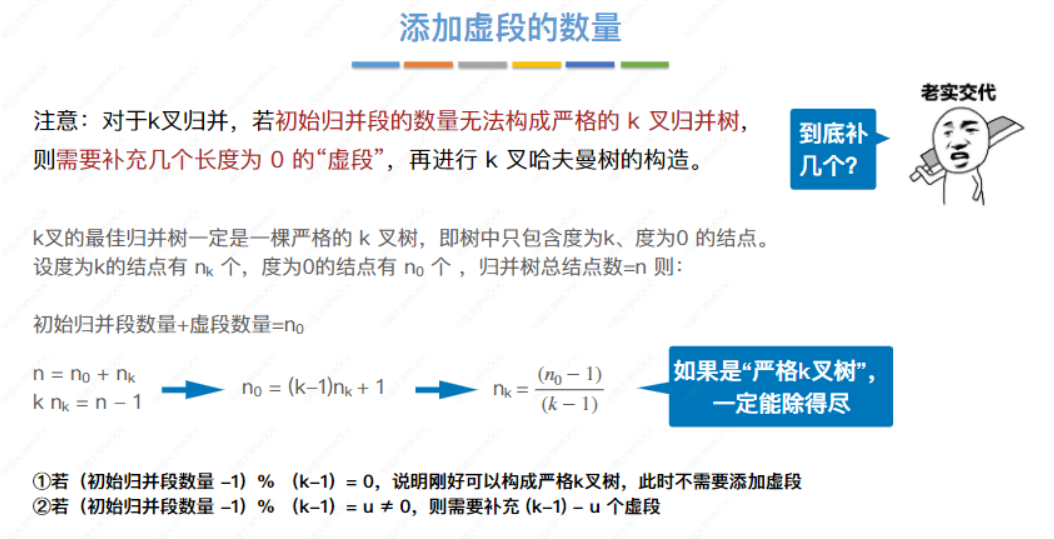 添加虚段的数量
老实交代
到底补
几个？
注意：对于k叉归并，若初始归并段的数量无法构成严格的 k 叉归并树，
则需要补充几个长度为 0 的“虚段”，再进行 k 叉哈夫曼树的构造。
k叉的最佳归并树一定是一棵严格的 k 叉树，即树中只包含度为k、度为0 的结点。
设度为k的结点有 nₖ 个，度为0的结点有 n₀ 个 ，归并树总结点数=n 则：
初始归并段数量+虚段数量=n₀
n = n₀ + nₖ
k nₖ = n − 1
n₀ = (k−1)nₖ + 1
nₖ = (n₀ − 1) / (k − 1)
如果是“严格k叉树”，
一定能除得尽
①若（初始归并段数量 −1）% （k−1）= 0，说明刚好可以构成严格k叉树，此时不需要添加虚段
②若（初始归并段数量 −1）% （k−1）= u ≠ 0，则需要补充 (k−1) − u 个虚段